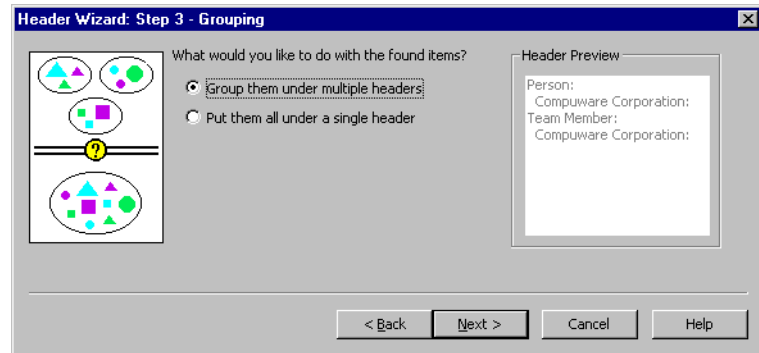 Header Wizard: Step 3 - Grouping
What would you like to do with the found items?
Group them under multiple headers
Put them all under a single header
?
Header Preview
Person:
Compuware Corporation:
Team Member:
Compuware Corporation:
< Back
Next >
Cancel
Help